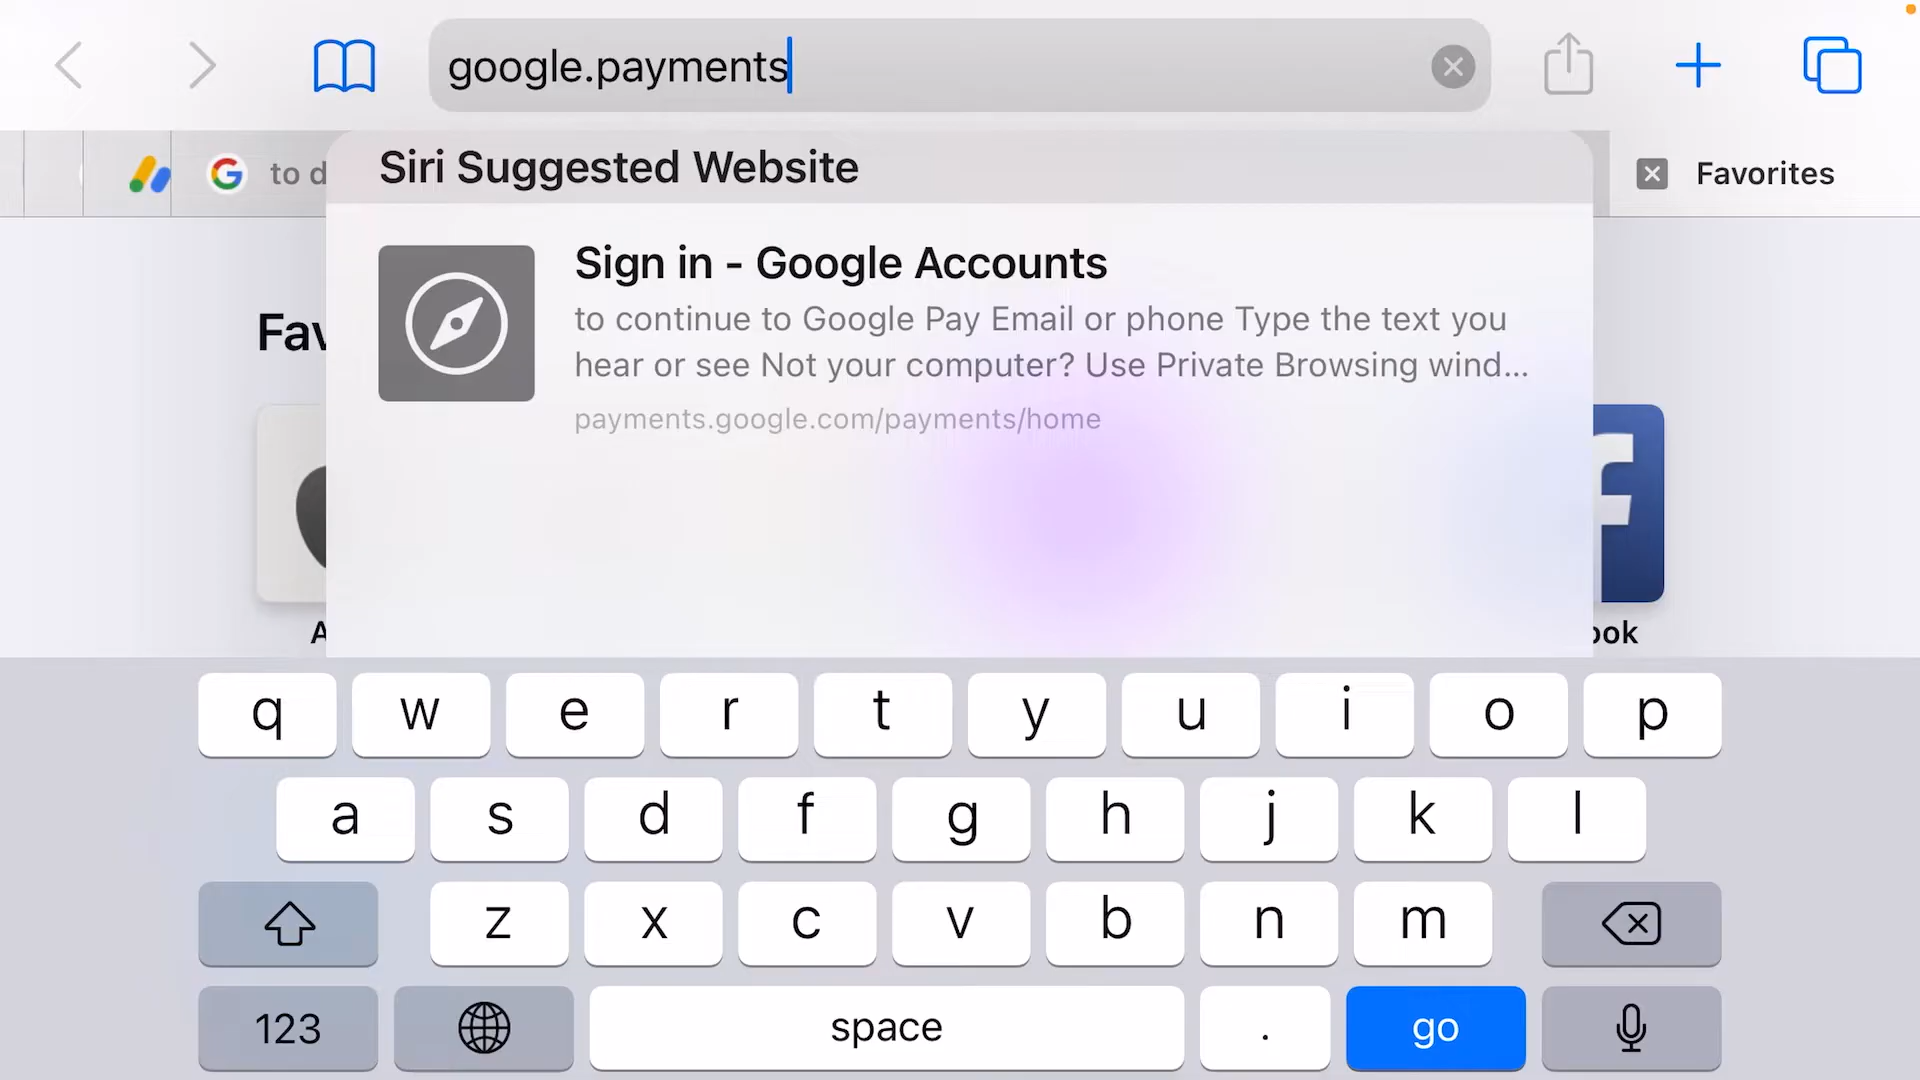 google.payments
to d
Favorites
Siri Suggested Website
Sign in - Google Accounts
to continue to Google Pay Email or phone Type the text you
hear or see Not your computer? Use Private Browsing wind...
payments.google.com/payments/home
Fav
A
ook
q w e r t y u i o p
a s d f g h j k l
z x c v b n m
123 space . go